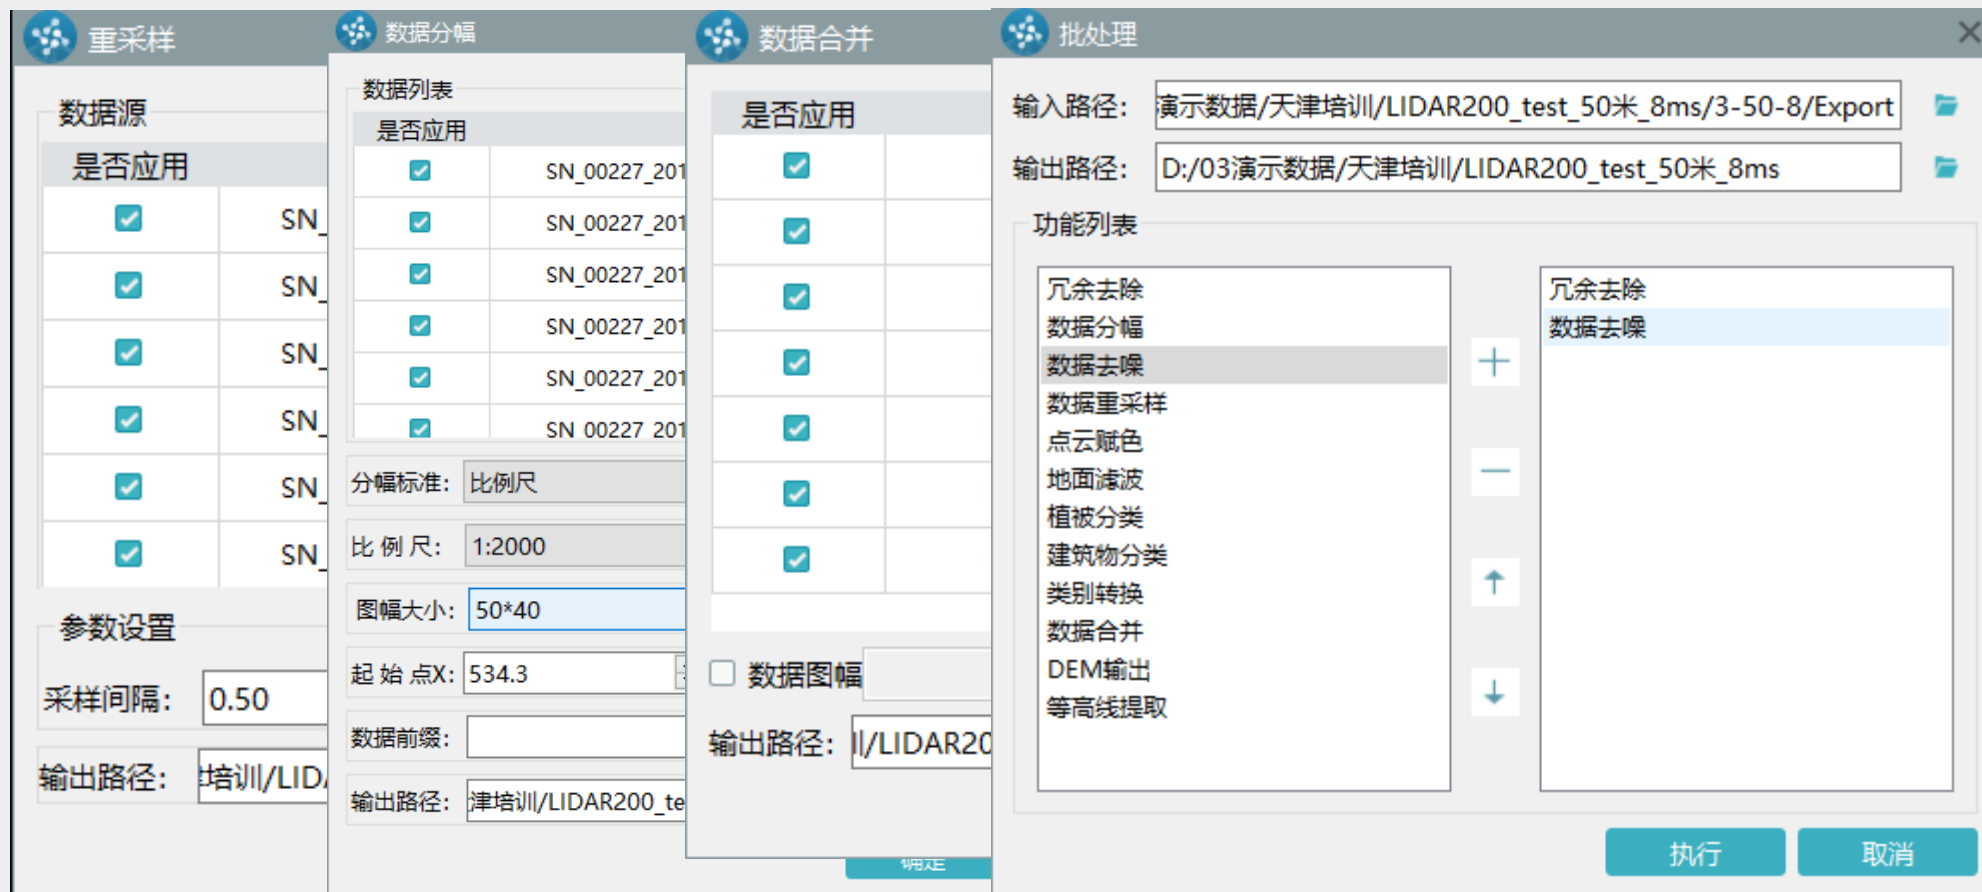 重采样
数据源
是否应用
SN_
SN_
SN_
SN_
SN_
SN_
参数设置
采样间隔:
0.50
输出路径:
培训/LID
数据分幅
数据列表
是否应用
SN_00227_201
SN_00227_201
SN_00227_201
SN_00227_201
SN_00227_201
SN_00227_201
分幅标准: 比例尺
比 例 尺: 1:2000
图幅大小: 50*40
起 始 点X: 534.3
数据前缀:
输出路径: 津培训/LIDAR200_te
数据合并
是否应用
数据图幅
输出路径: /LIDAR20
确定
批处理
输入路径: 演示数据/天津培训/LIDAR200_test_50米_8ms/3-50-8/Export
输出路径: D:/03演示数据/天津培训/LIDAR200_test_50米_8ms
功能列表
冗余去除
数据分幅
数据去噪
数据重采样
点云赋色
地面滤波
植被分类
建筑物分类
类别转换
数据合并
DEM输出
等高线提取
冗余去除
数据去噪
执行
取消